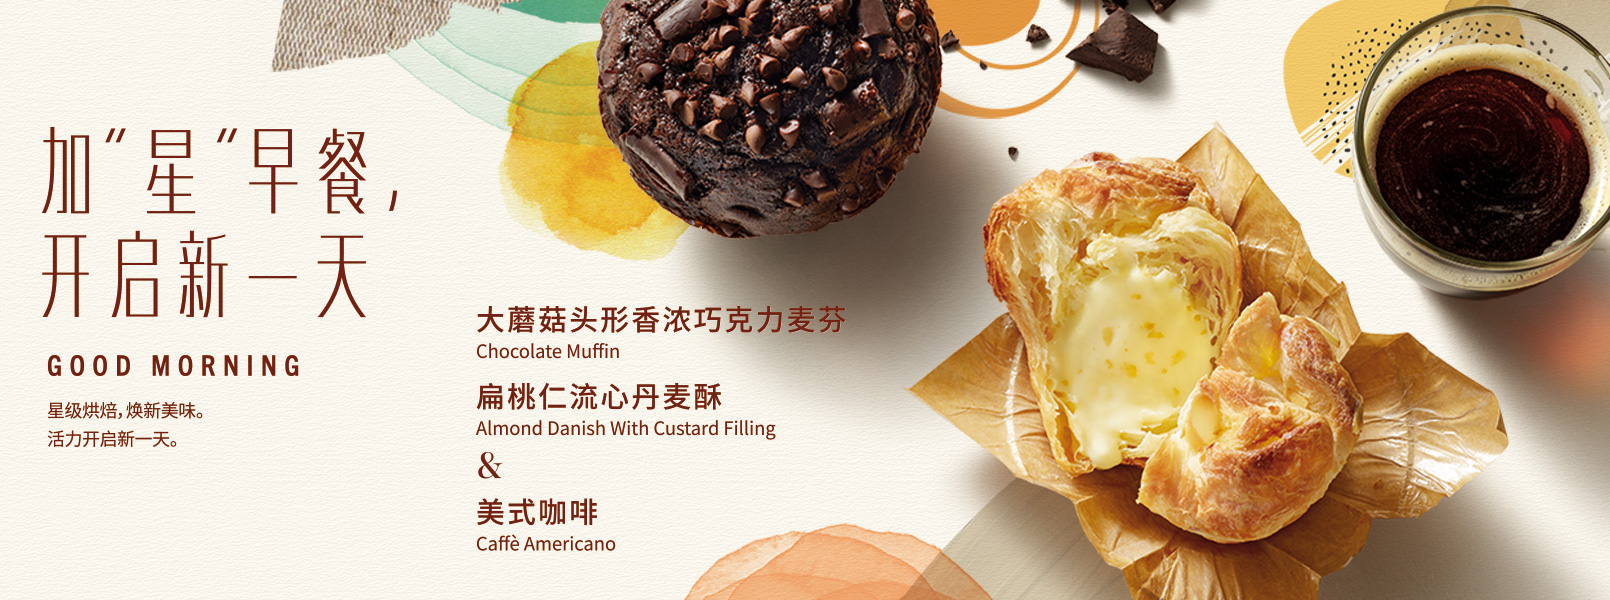 加“星“早餐,
开启新一天
GOOD MORNING
星级烘焙,焕新美味。
活力开启新一天。
大蘑菇头形香浓巧克力麦芬
Chocolate Muffin
扁桃仁流心丹麦酥
Almond Danish With Custard Filling
&
美式咖啡
Caffè Americano